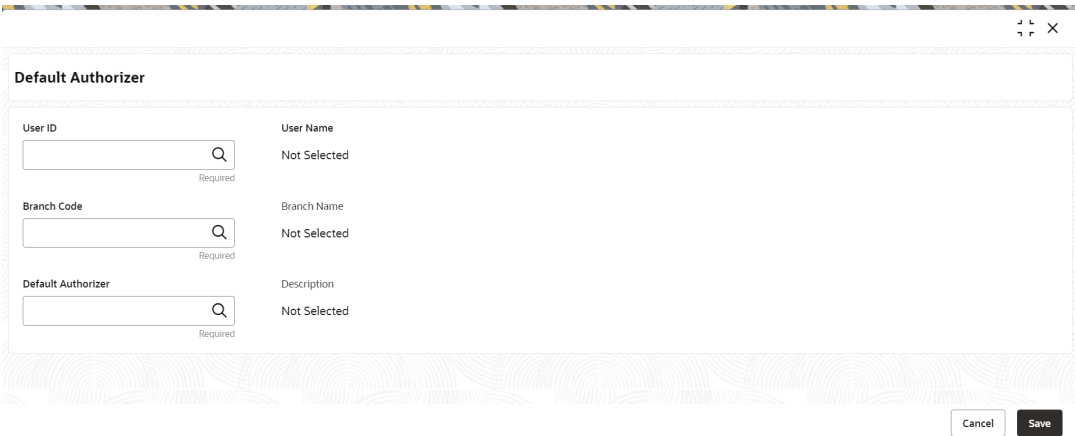 Default Authorizer
User ID
User Name
Not Selected
Required
Branch Code
Branch Name
Not Selected
Required
Default Authorizer
Description
Not Selected
Required
Cancel
Save